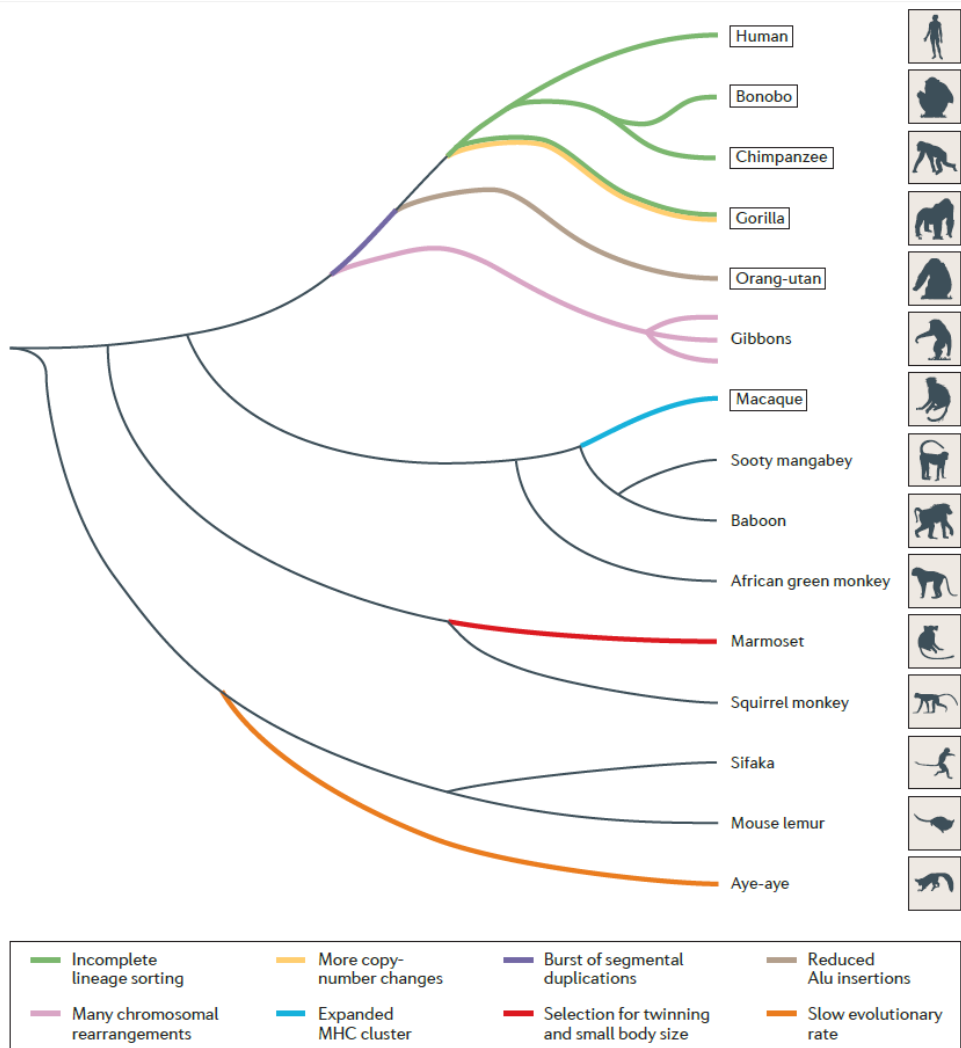 Human
Bonobo
Chimpanzee
Gorilla
Orang-utan
Gibbons
Macaque
Sooty mangabey
Baboon
African green monkey
Marmoset
Squirrel monkey
Sifaka
Mouse lemur
Aye-aye
Incomplete
lineage sorting
More copy-
number changes
Burst of segmental
duplications
Reduced
Alu insertions
Many chromosomal
rearrangements
Expanded
MHC cluster
Selection for twinning
and small body size
Slow evolutionary
rate